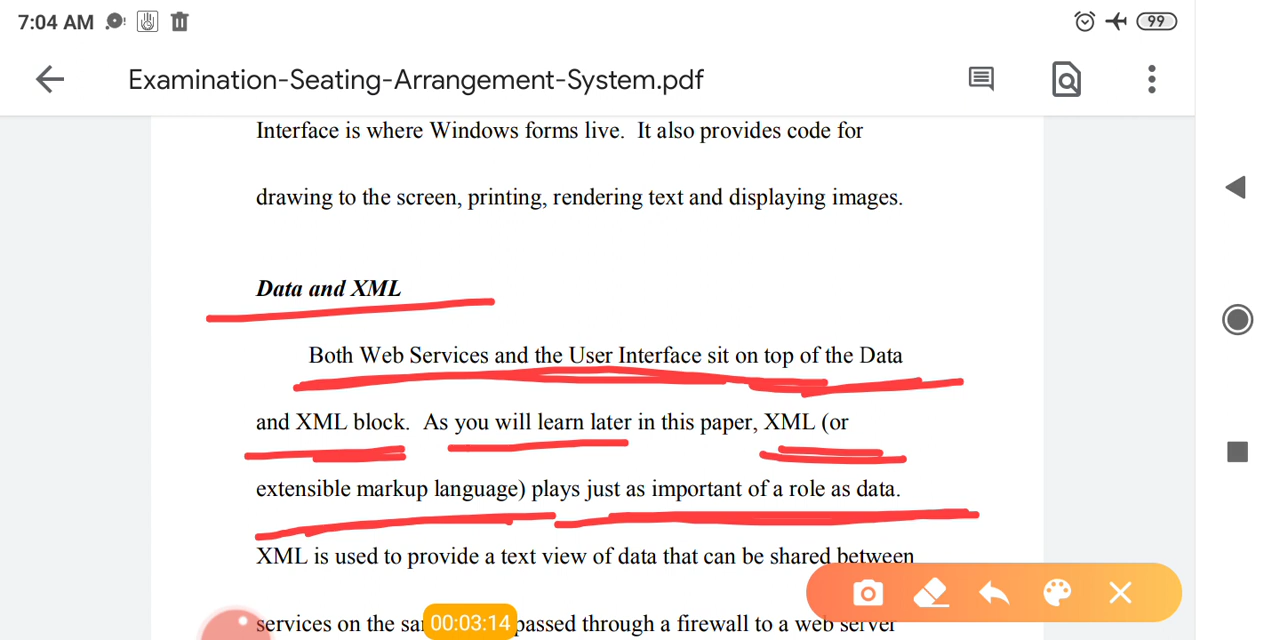 7:04 AM 99
Examination-Seating-Arrangement-System.pdf
Interface is where Windows forms live. It also provides code for
drawing to the screen, printing, rendering text and displaying images.
Data and XML
Both Web Services and the User Interface sit on top of the Data
and XML block. As you will learn later in this paper, XML (or
extensible markup language) plays just as important of a role as data.
XML is used to provide a text view of data that can be shared between
services on the 00:03:14 passed through a firewall to a web server